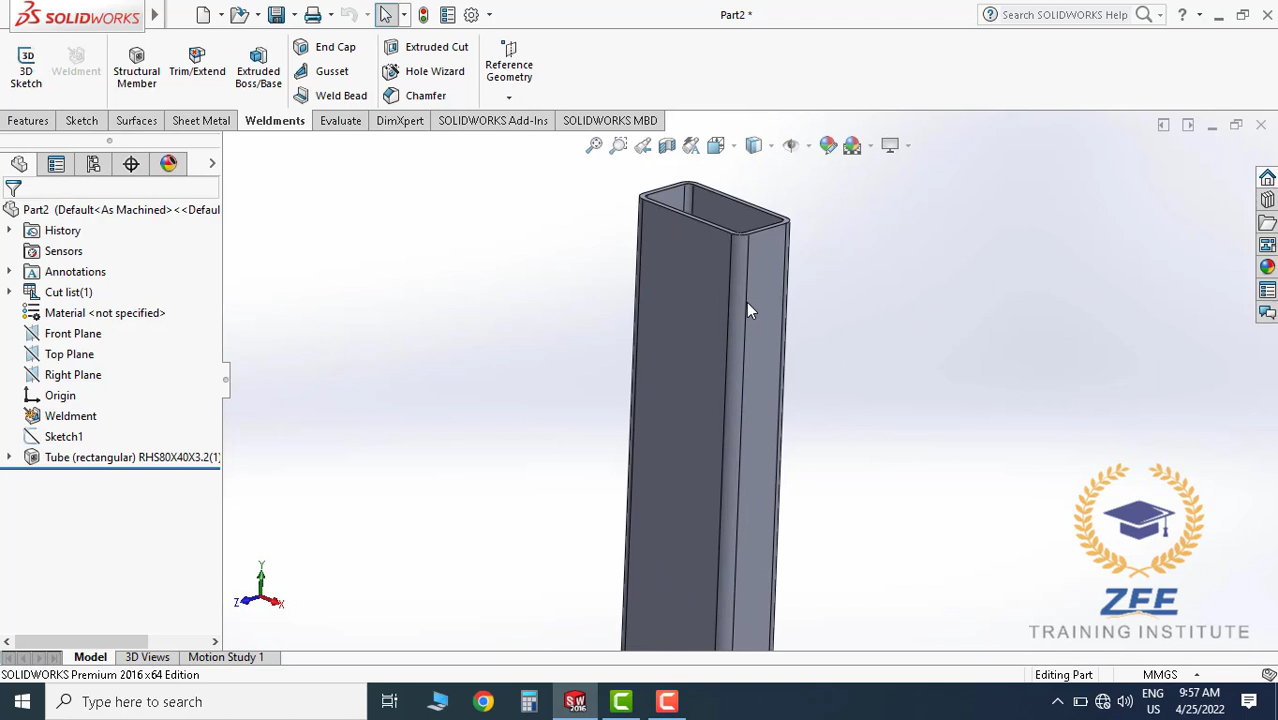 SOLIDWORKS
Part2 *
Search SOLIDWORKS Help
3D Sketch
Weldment
Structural Member
Trim/Extend
Extruded Boss/Base
End Cap
Gusset
Weld Bead
Extruded Cut
Hole Wizard
Chamfer
Reference Geometry
Features
Sketch
Surfaces
Sheet Metal
Weldments
Evaluate
DimXpert
SOLIDWORKS Add-Ins
SOLIDWORKS MBD
Part2 (Default<As Machined><<Defaul
History
Sensors
Annotations
Cut list(1)
Material <not specified>
Front Plane
Top Plane
Right Plane
Origin
Weldment
Sketch1
Tube (rectangular) RHS80X40X3.2(1)
Y
Z
X
ZFE
TRAINING INSTITUTE
Model
3D Views
Motion Study 1
SOLIDWORKS Premium 2016 x64 Edition
Editing Part
MMGS
Type here to search
SW
2016
ENG
US
9:57 AM
4/25/2022